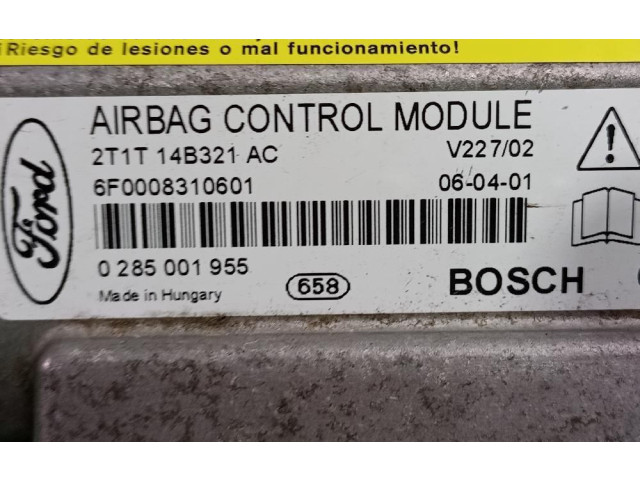 ¡Riesgo de lesiones o mal funcionamiento!
Ford
AIRBAG CONTROL MODULE
2T1T 14B321 AC V227/02
6F0008310601 06-04-01
0 285 001 955
Made in Hungary 658 BOSCH